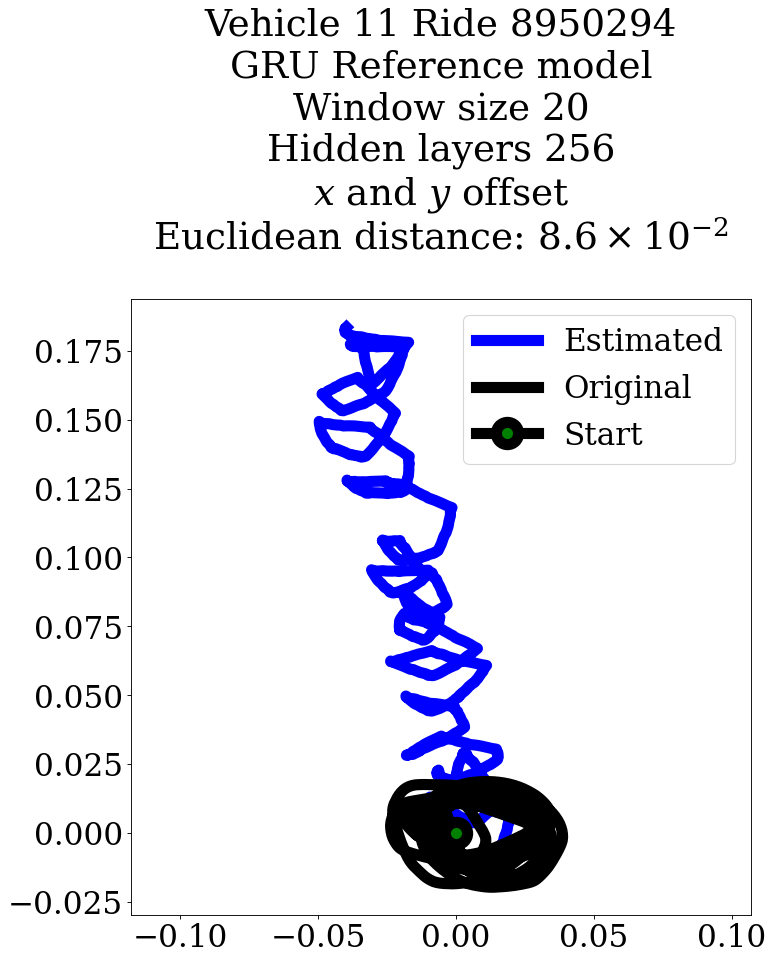 Vehicle 11 Ride 8950294
GRU Reference model
Window size 20
Hidden layers 256
x and y offset
Euclidean distance: 8.6 × 10⁻²
Estimated
Original
Start
0.175
0.150
0.125
0.100
0.075
0.050
0.025
0.000
−0.025
−0.10
−0.05
0.00
0.05
0.10